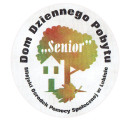 Dom Dziennego Pobytu
„Senior”
Miejski Ośrodek Pomocy Społecznej w Lublinie